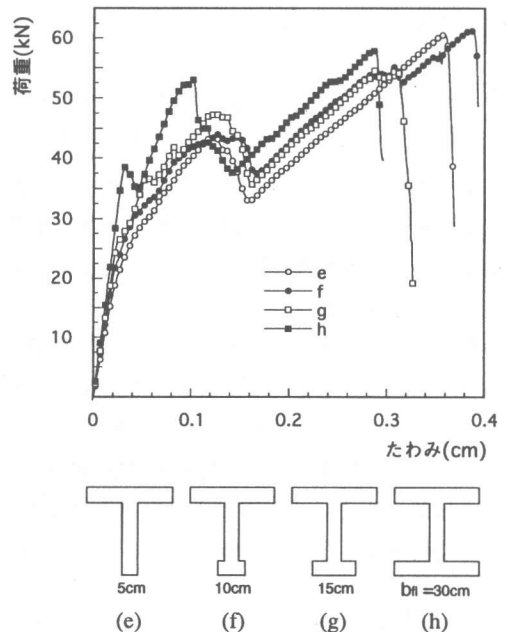 荷重(kN)
60
50
40
30
20
10
e
f
g
h
0
0.1
0.2
0.3
0.4
たわみ(cm)
5cm
10cm
15cm
bfl =30cm
(e)
(f)
(g)
(h)